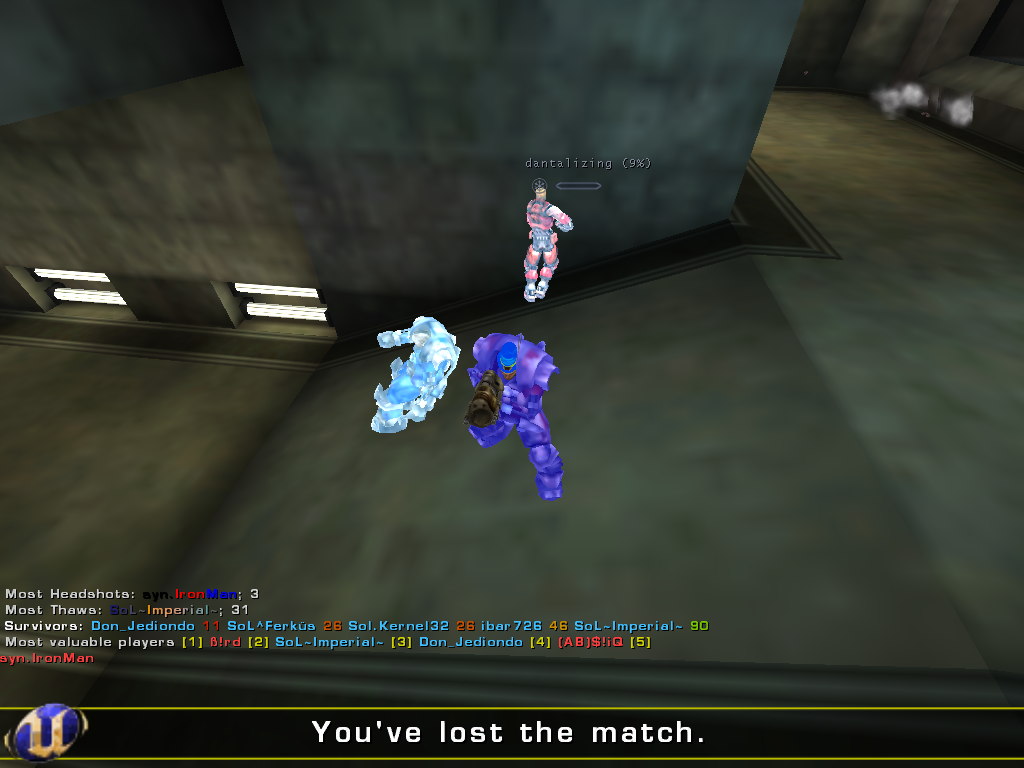 dantalizing (9%)
Most Headshots: syn.IronMan; 3
Most Thaws: SoL~Imperial~; 31
Survivors: Don_Jediondo 11 SoL^Ferküs 26 Sol.Kernel32 26 ibar726 46 SoL~Imperial~ 90
Most valuable players [1] ß!rd [2] SoL~Imperial~ [3] Don_Jediondo [4] (AB)$!iQ [5]
syn.IronMan
You've lost the match.